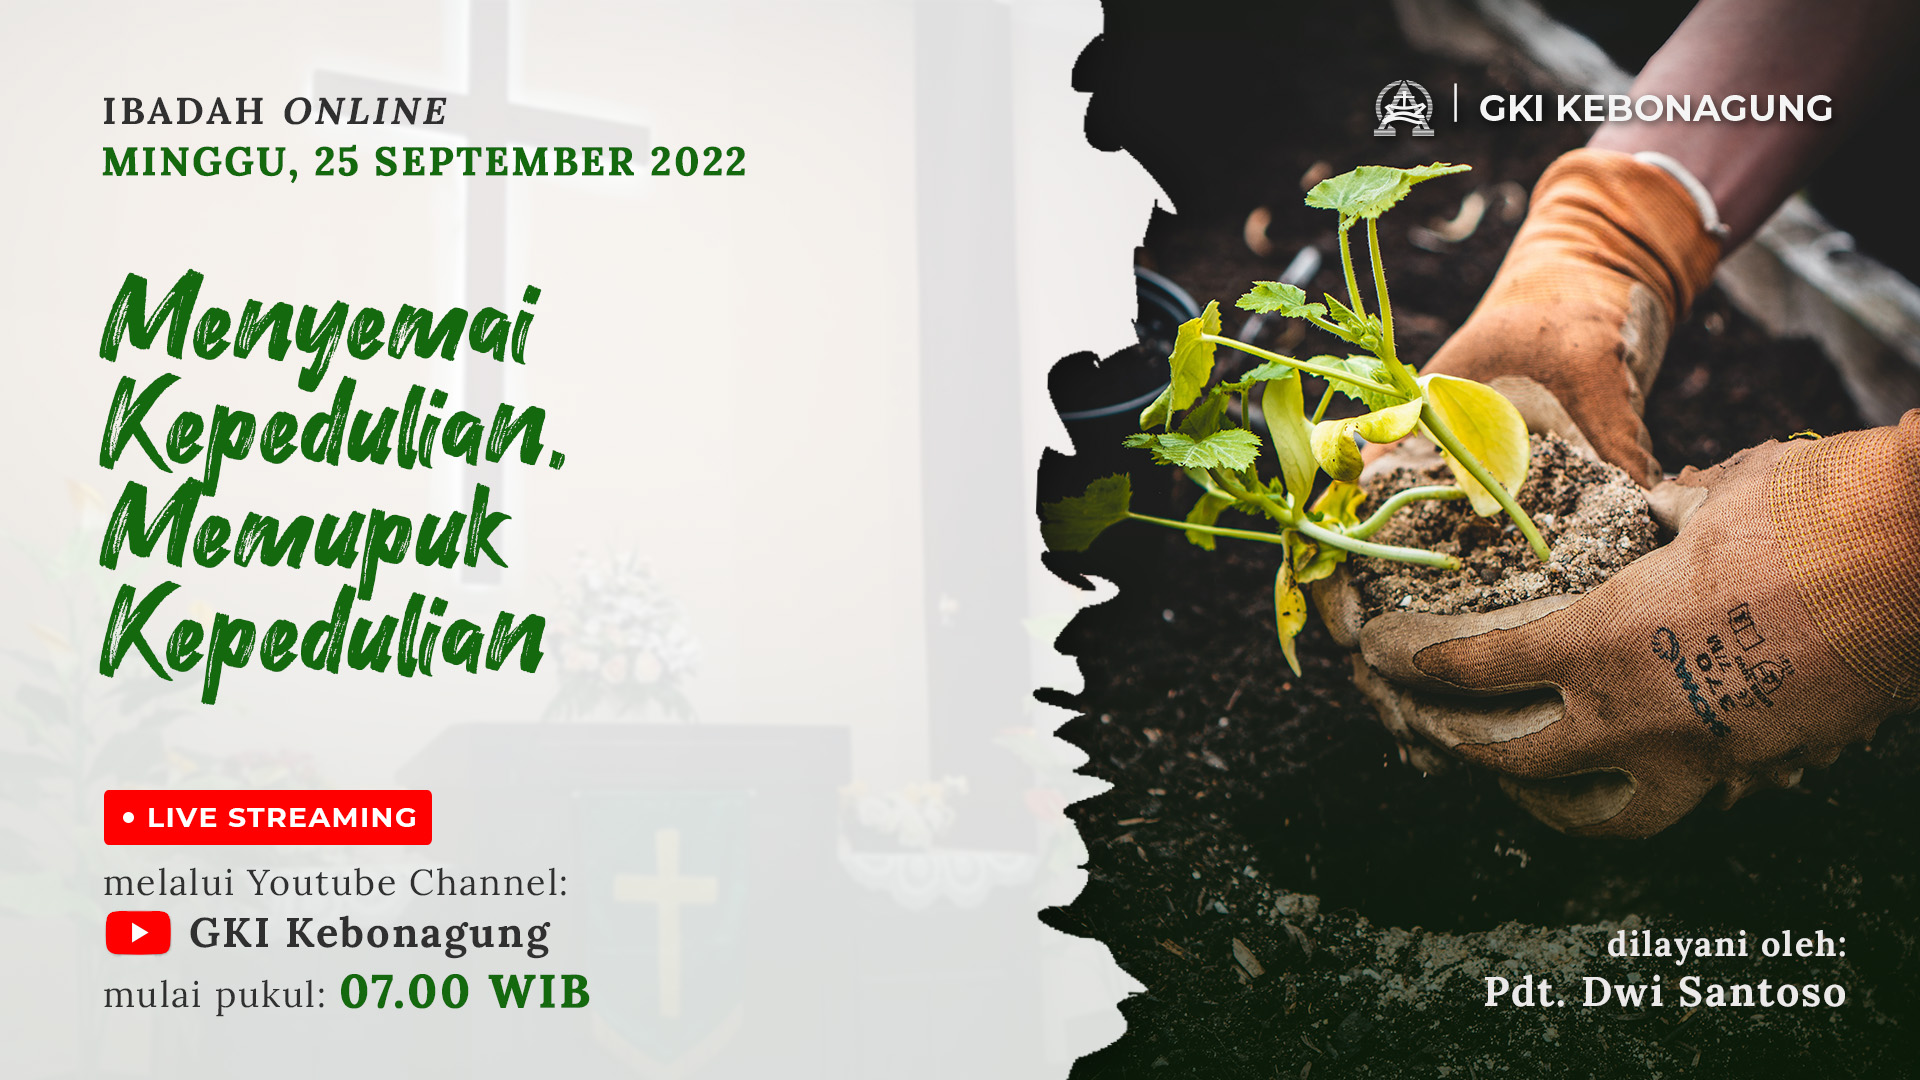 IBADAH ONLINE
MINGGU, 25 SEPTEMBER 2022
GKI KEBONAGUNG
Menyemai
Kepedulian,
Memupuk
Kepedulian
LIVE STREAMING
melalui Youtube Channel:
GKI Kebonagung
mulai pukul: 07.00 WIB
dilayani oleh:
Pdt. Dwi Santoso